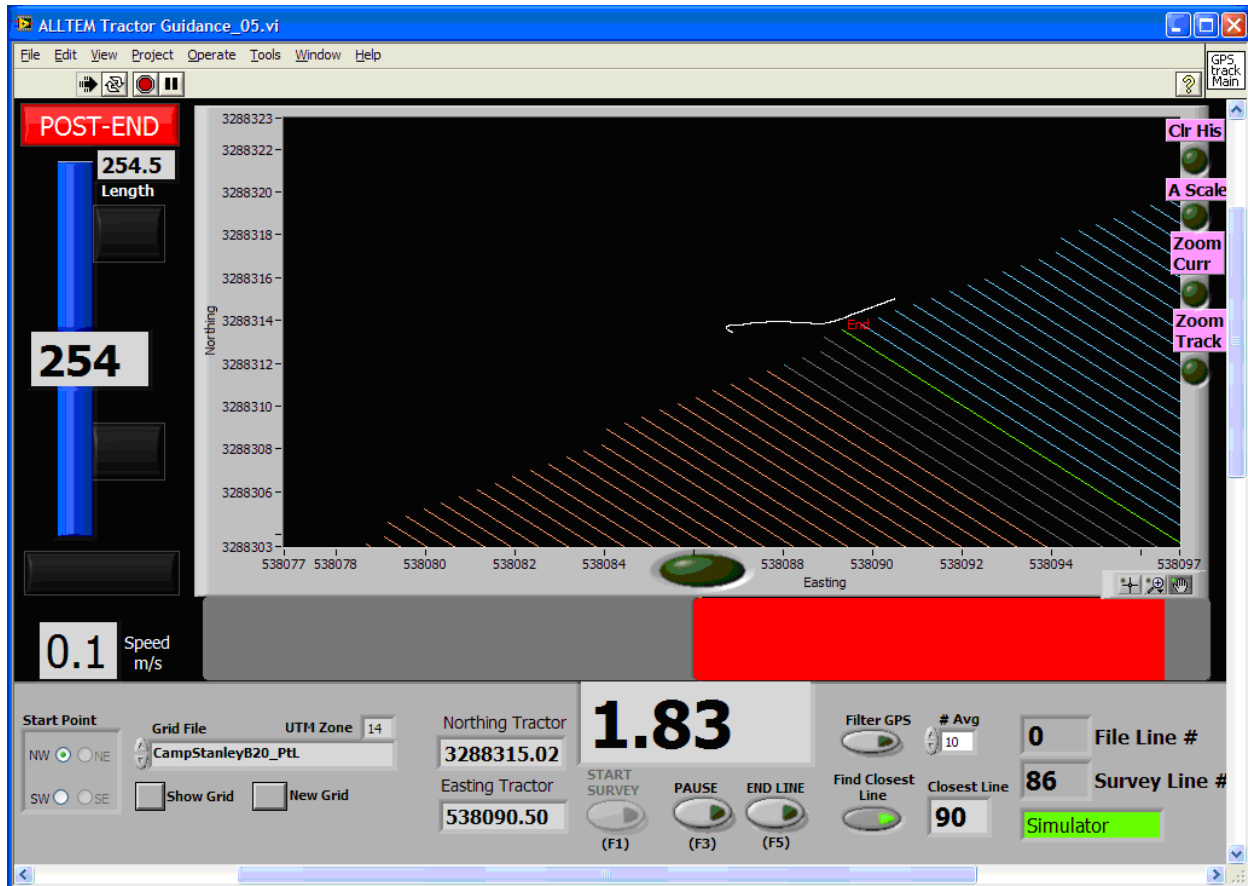 ALLTEM Tractor Guidance_05.vi
File Edit View Project Operate Tools Window Help
GPS
track
Main
POST-END
254.5
Length
254
0.1
Speed
m/s
3288323
3288322
3288320
3288318
3288316
3288314
3288312
3288310
3288308
3288306
3288303
Northing
End
538077 538078 538080 538082 538084 538088 538090 538092 538094 538097
Easting
Clr His
A Scale
Zoom
Curr
Zoom
Track
Start Point
NW NE
SW SE
Grid File UTM Zone 14
CampStanleyB20_PtL
Show Grid New Grid
Northing Tractor
3288315.02
Easting Tractor
538090.50
1.83
START
SURVEY
(F1)
PAUSE
(F3)
END LINE
(F5)
Filter GPS
# Avg
10
Find Closest
Line
Closest Line
90
0 File Line #
86 Survey Line #
Simulator